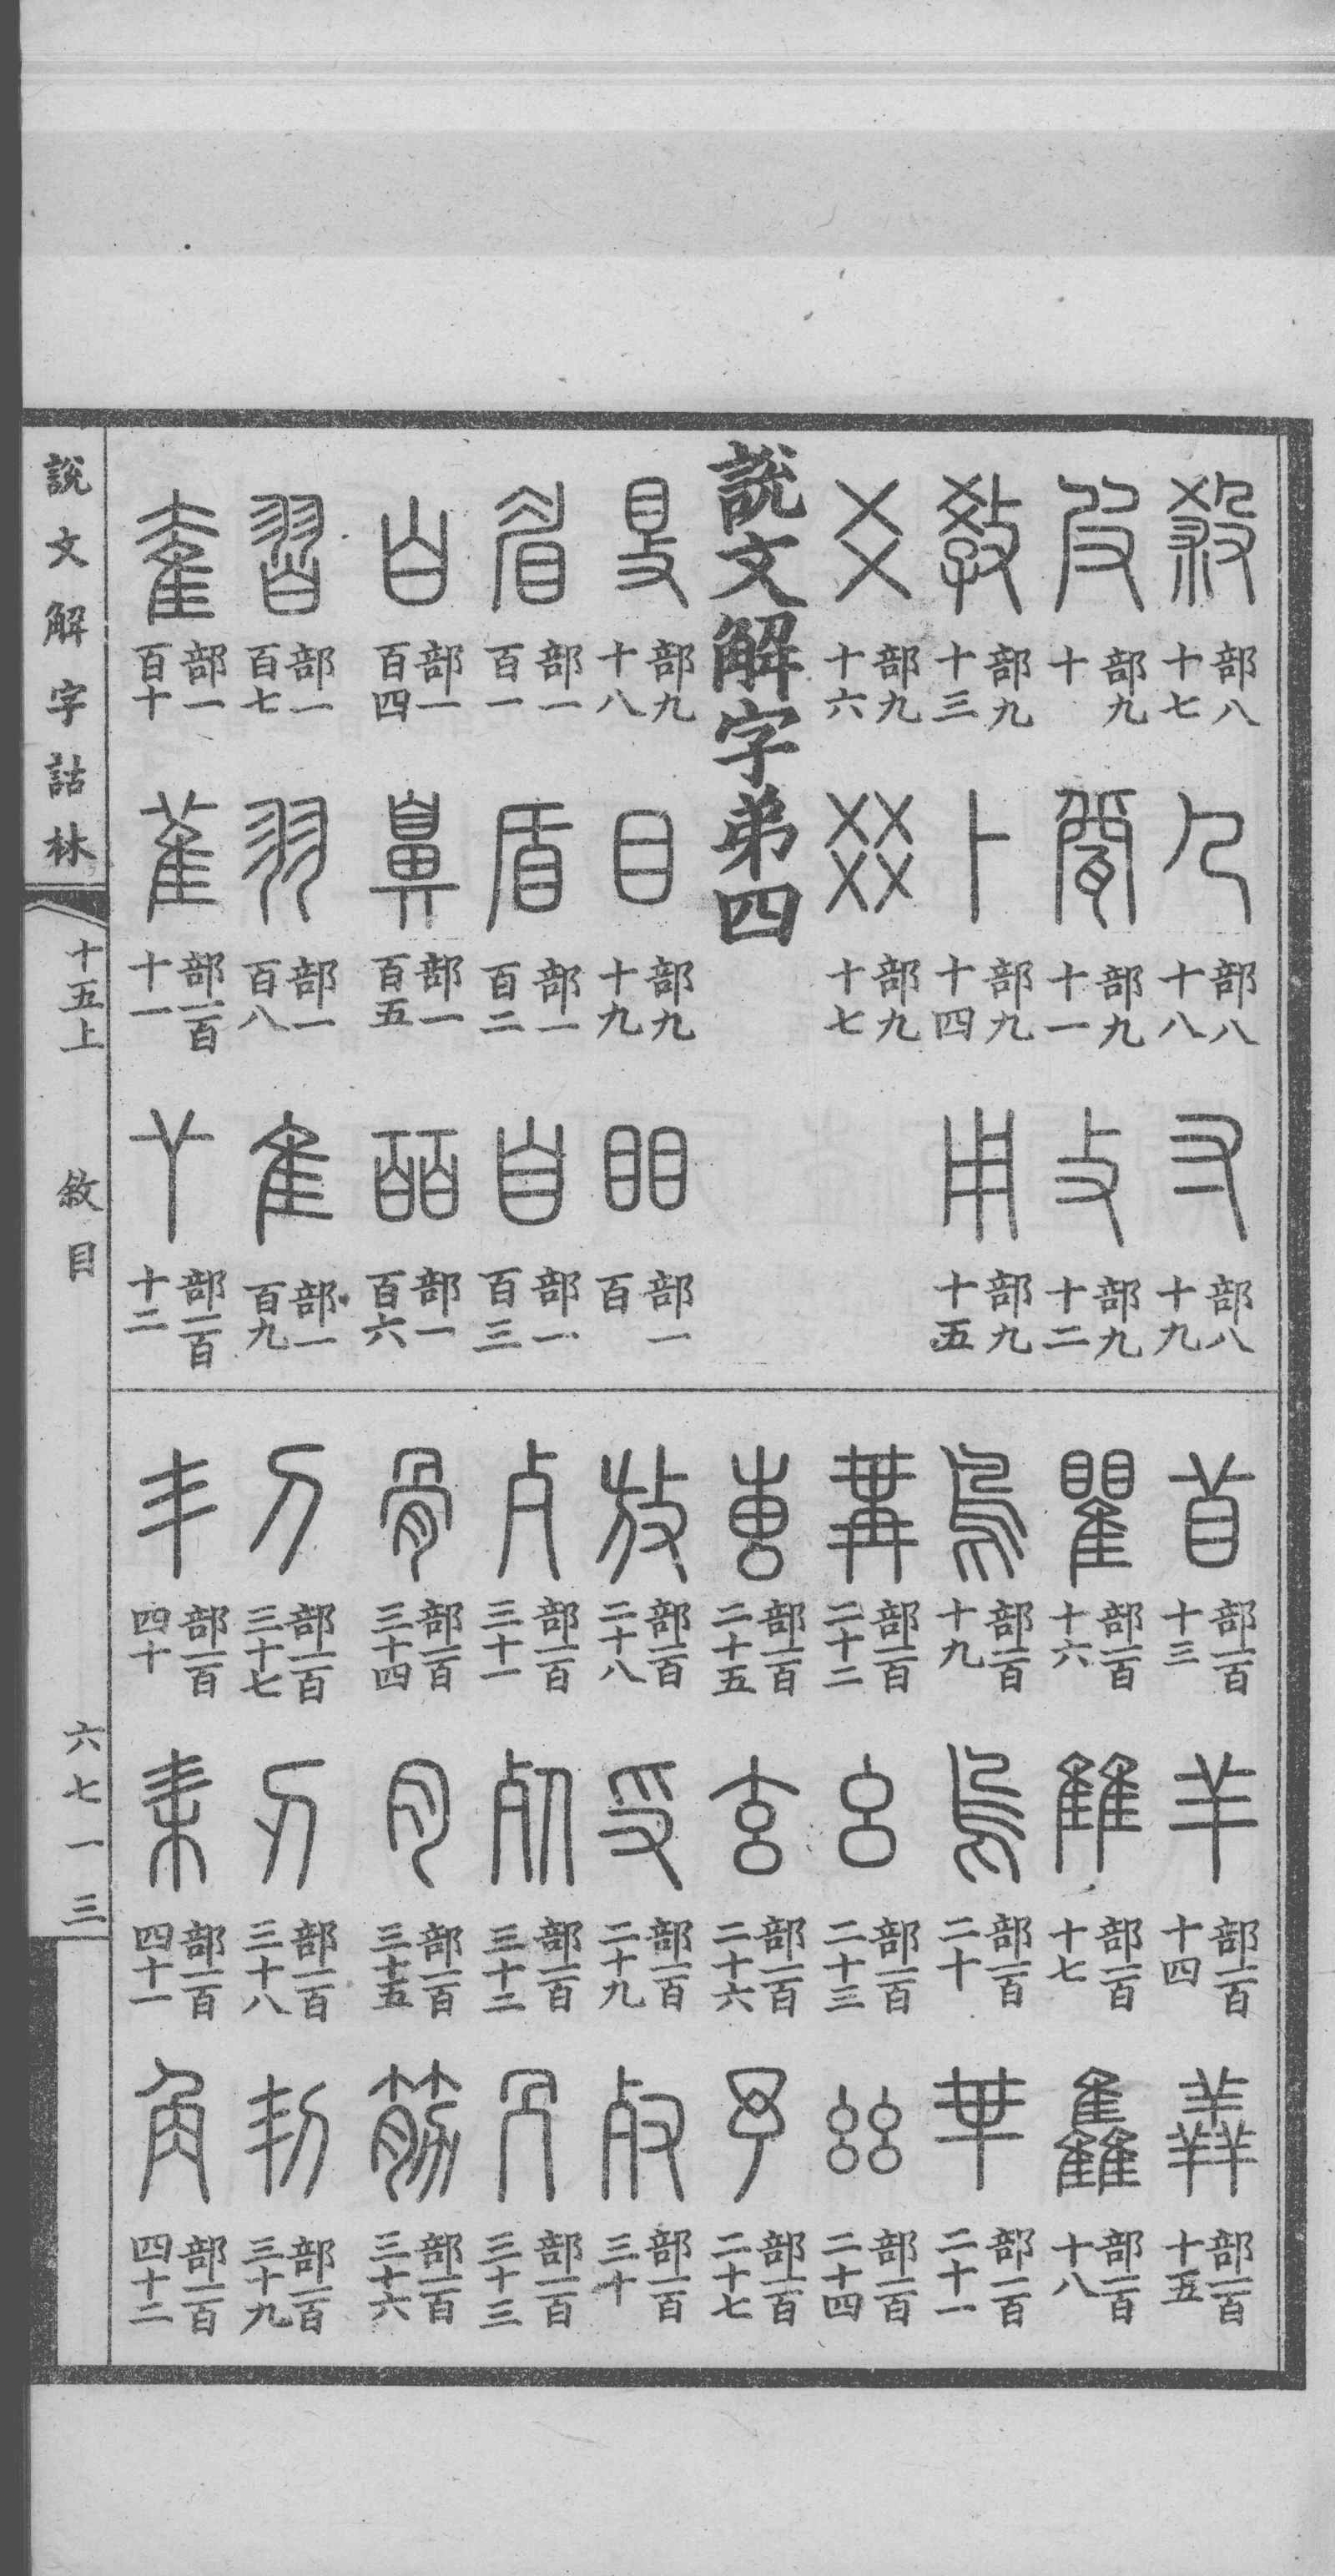 殺 部八十七 𠘧 部八十八 寸 部八十九
皮 部九十 㼱 部九十一 攴 部九十二
教 部九十三 卜 部九十四 用 部九十五
爻 部九十六 㸚 部九十七
說文解字弟四
𥄎 部九十八 目 部九十九 䀠 部一百
眉 部一百一 盾 部一百二 自 部一百三
白 部一百四 鼻 部一百五 皕 部一百六
習 部一百七 羽 部一百八 隹 部一百九
奞 部一百十 萑 部一百十一 𦫳 部一百十二
苜 部一百十三 羊 部一百十四 羴 部一百十五
瞿 部一百十六 雔 部一百十七 雥 部一百十八
鳥 部一百十九 烏 部一百二十 𠦒 部一百二十一
冓 部一百二十二 幺 部一百二十三 𢆶 部一百二十四
叀 部一百二十五 玄 部一百二十六 予 部一百二十七
放 部一百二十八 𠬪 部一百二十九 𣦻 部一百三十
歺 部一百三十一 死 部一百三十二 冎 部一百三十三
骨 部一百三十四 肉 部一百三十五 筋 部一百三十六
刀 部一百三十七 刃 部一百三十八 㓞 部一百三十九
丯 部一百四十 耒 部一百四十一 角 部一百四十二
說文解字詁林 十五上 敘目 六七一三